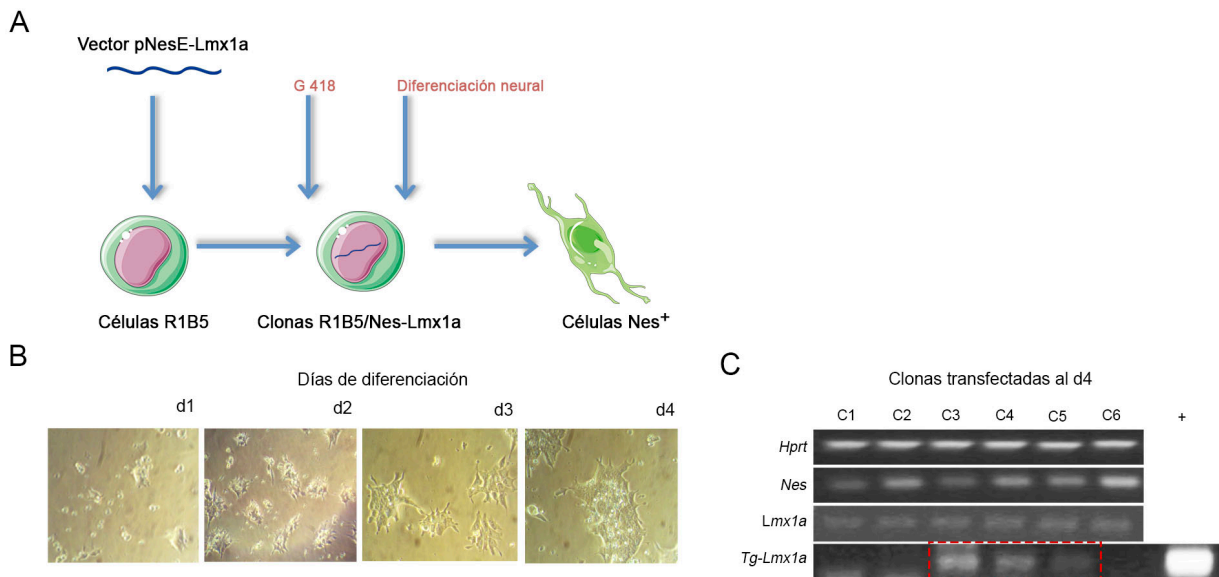 A
Vector pNesE-Lmx1a
G 418
Diferenciación neural
Células R1B5
Clonas R1B5/Nes-Lmx1a
Células Nes+
B
Días de diferenciación
d1
d2
d3
d4
C
Clonas transfectadas al d4
C1 C2 C3 C4 C5 C6 +
Hprt
Nes
Lmx1a
Tg-Lmx1a